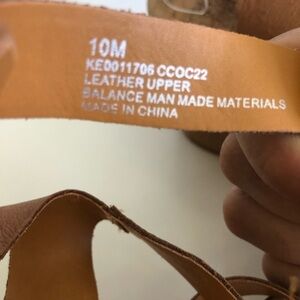 10M
KE0011706 CCOC22
LEATHER UPPER
BALANCE MAN MADE MATERIALS
MADE IN CHINA